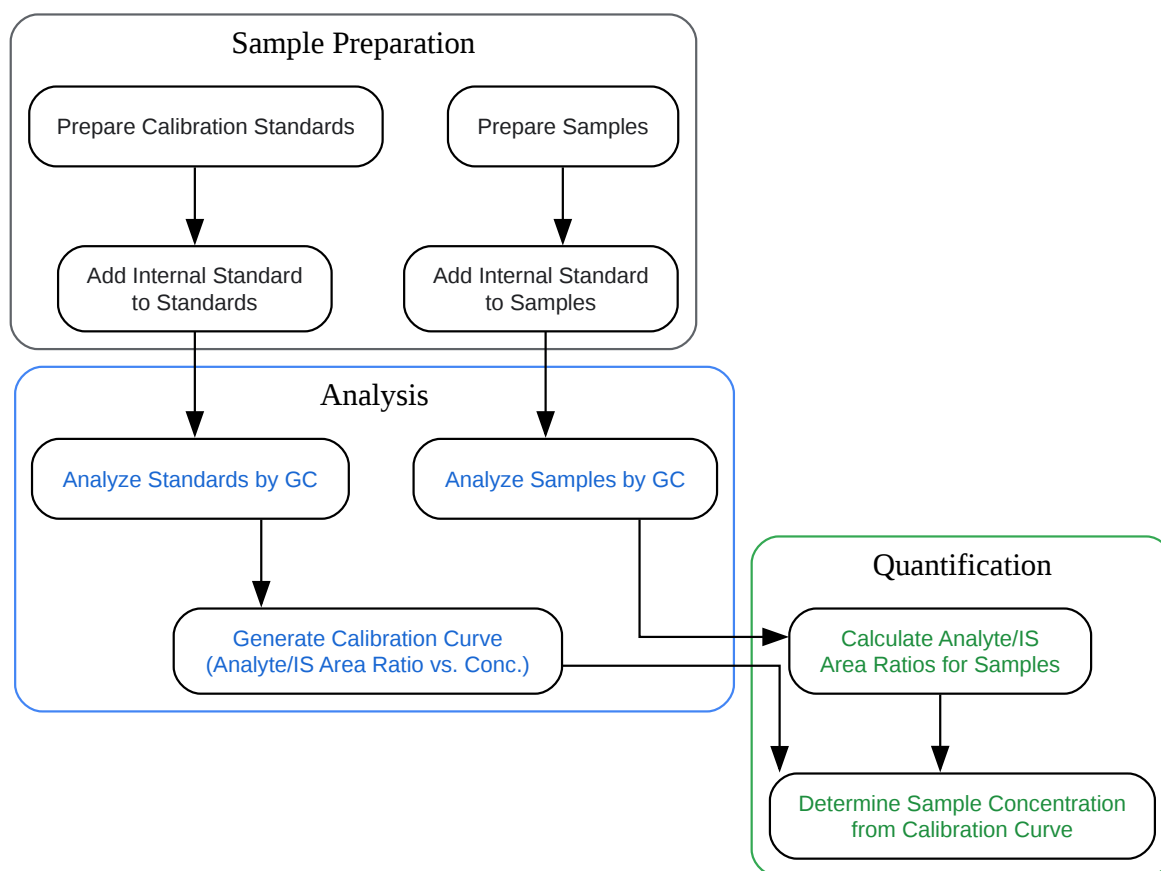 Sample Preparation
Prepare Calibration Standards
Prepare Samples
Add Internal Standard
to Standards
Add Internal Standard
to Samples
Analysis
Analyze Standards by GC
Analyze Samples by GC
Generate Calibration Curve
(Analyte/IS Area Ratio vs. Conc.)
Quantification
Calculate Analyte/IS
Area Ratios for Samples
Determine Sample Concentration
from Calibration Curve